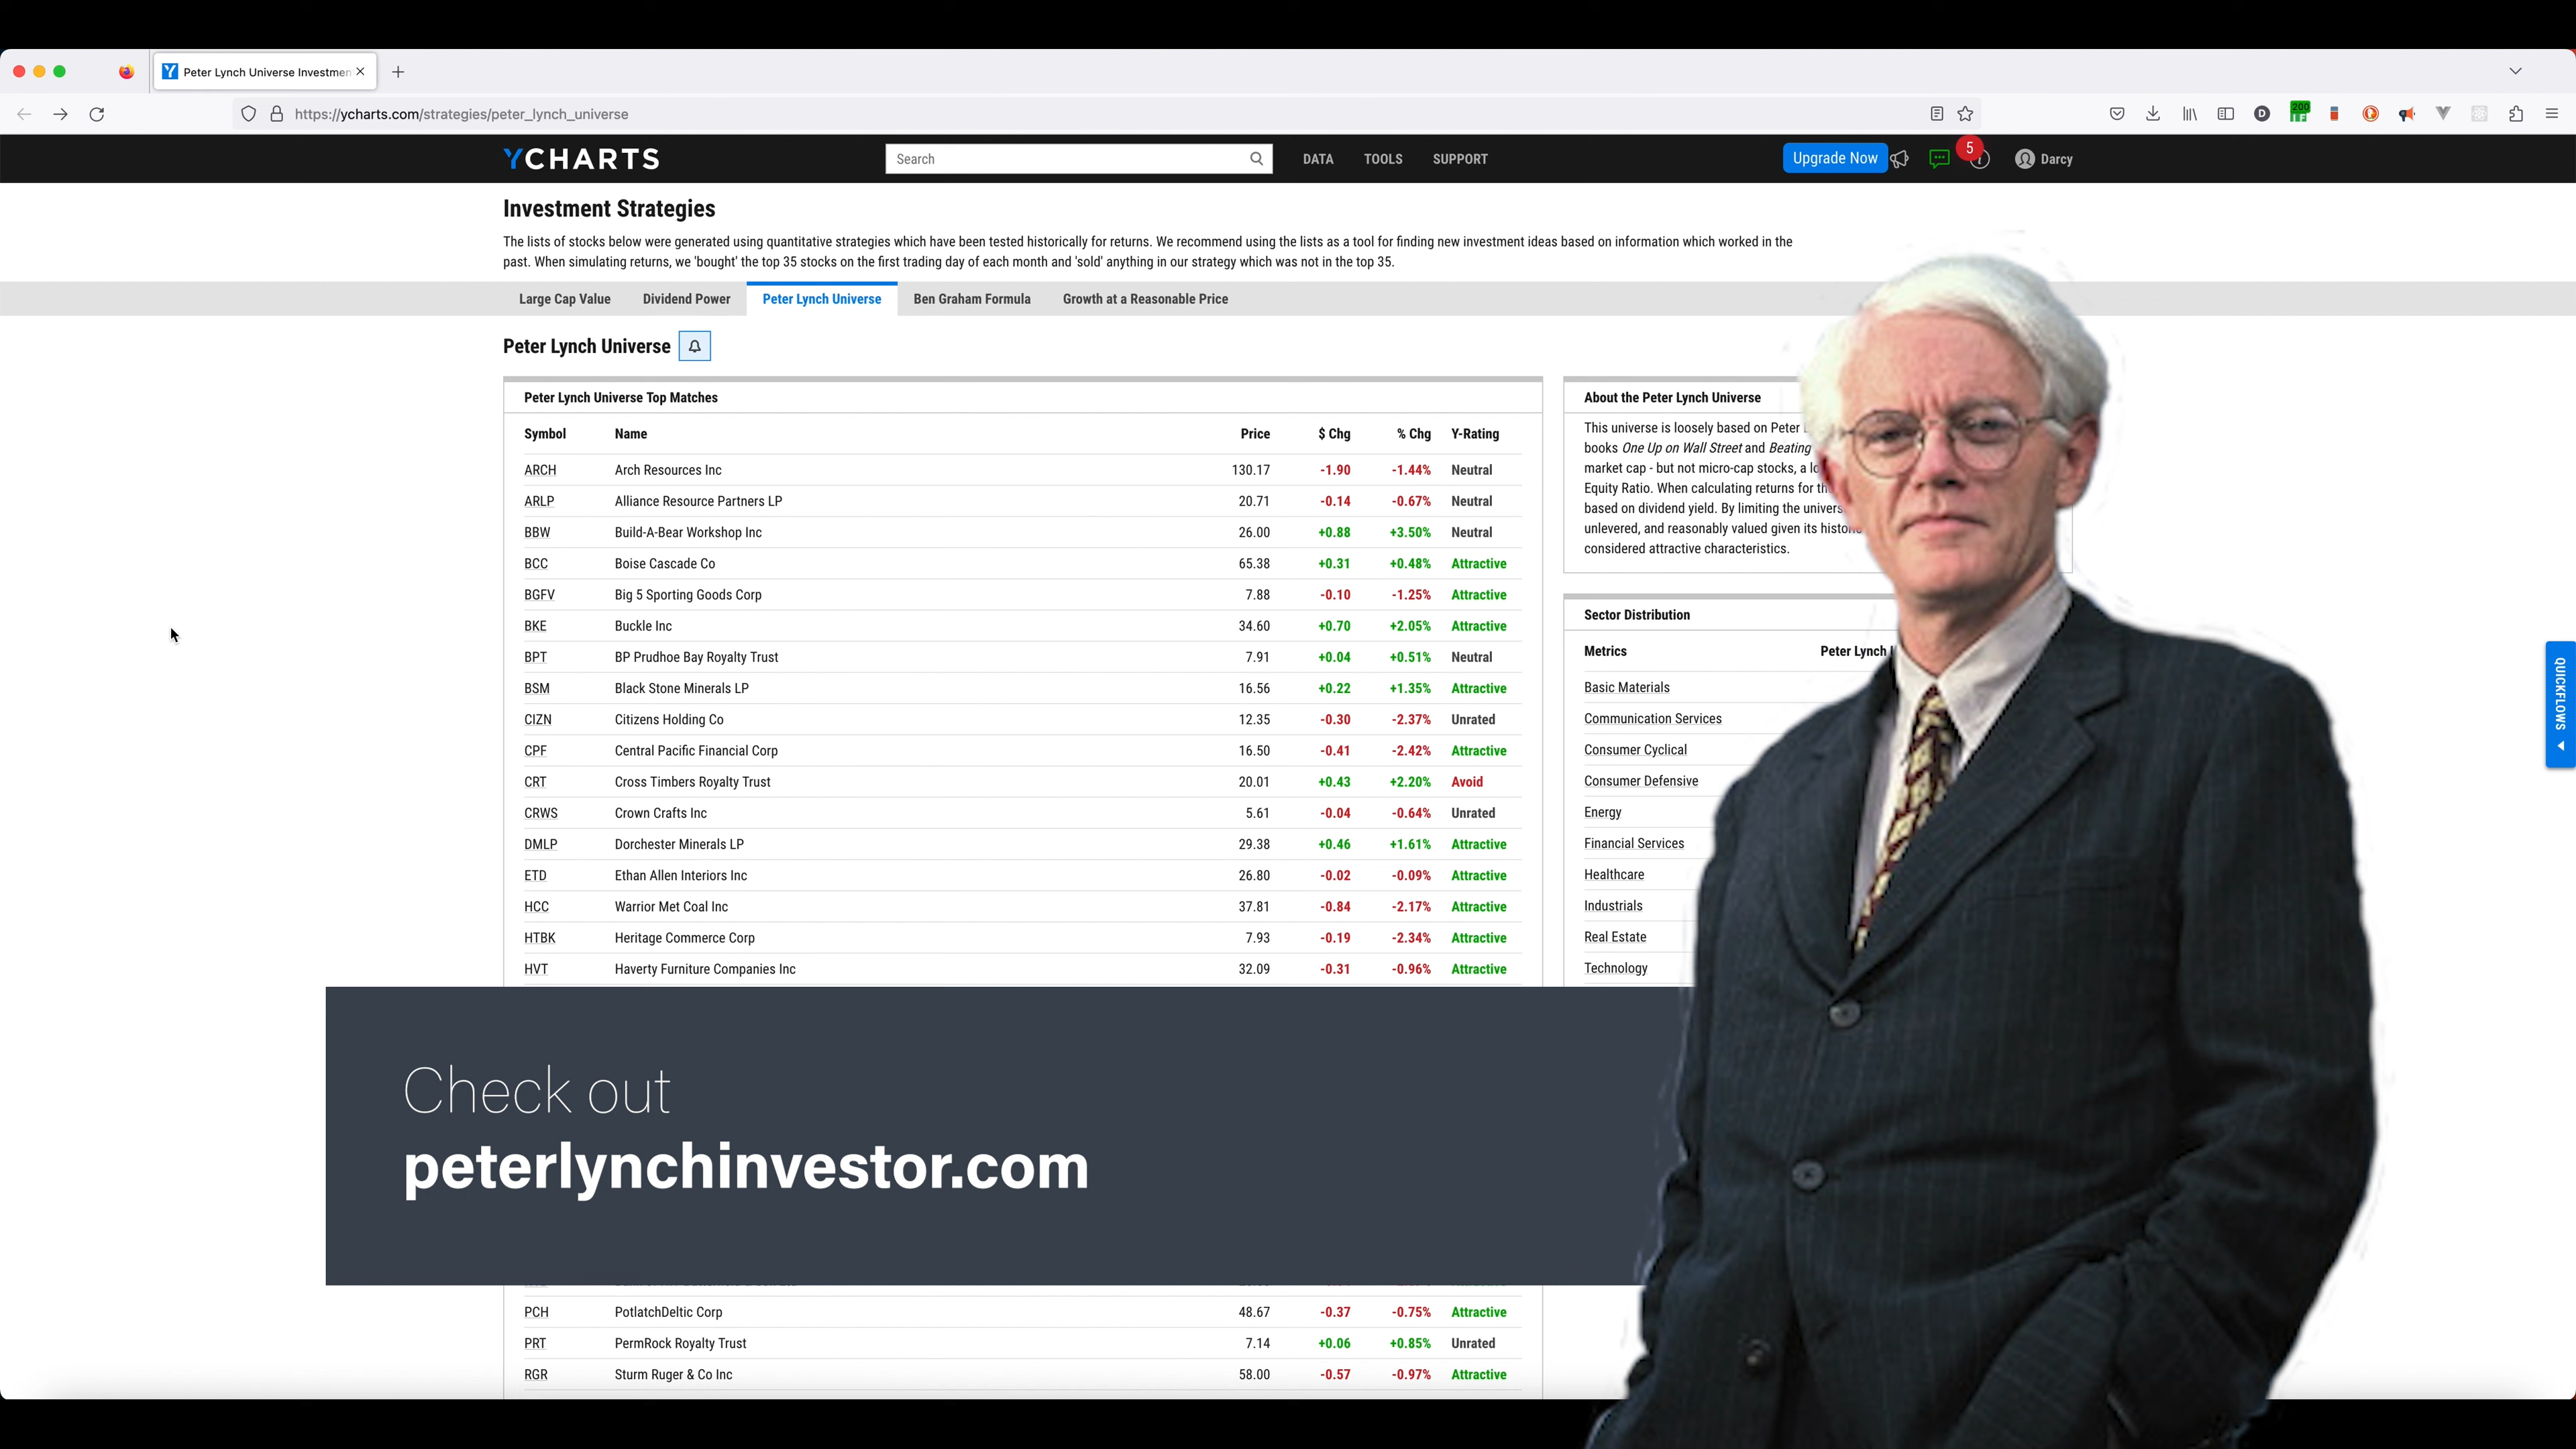 Peter Lynch Universe Investmen
https://ycharts.com/strategies/peter_lynch_universe
D
200
YCHARTS
Search
DATA TOOLS SUPPORT
Upgrade Now
5
Darcy
Investment Strategies
The lists of stocks below were generated using quantitative strategies which have been tested historically for returns. We recommend using the lists as a tool for finding new investment ideas based on information which worked in the
past. When simulating returns, we 'bought' the top 35 stocks on the first trading day of each month and 'sold' anything in our strategy which was not in the top 35.
Large Cap Value Dividend Power Peter Lynch Universe Ben Graham Formula Growth at a Reasonable Price
Peter Lynch Universe
Peter Lynch Universe Top Matches
Symbol Name Price $ Chg % Chg Y-Rating
ARCH Arch Resources Inc 130.17 -1.90 -1.44% Neutral
ARLP Alliance Resource Partners LP 20.71 -0.14 -0.67% Neutral
BBW Build-A-Bear Workshop Inc 26.00 +0.88 +3.50% Neutral
BCC Boise Cascade Co 65.38 +0.31 +0.48% Attractive
BGFV Big 5 Sporting Goods Corp 7.88 -0.10 -1.25% Attractive
BKE Buckle Inc 34.60 +0.70 +2.05% Attractive
BPT BP Prudhoe Bay Royalty Trust 7.91 +0.04 +0.51% Neutral
BSM Black Stone Minerals LP 16.56 +0.22 +1.35% Attractive
CIZN Citizens Holding Co 12.35 -0.30 -2.37% Unrated
CPF Central Pacific Financial Corp 16.50 -0.41 -2.42% Attractive
CRT Cross Timbers Royalty Trust 20.01 +0.43 +2.20% Avoid
CRWS Crown Crafts Inc 5.61 -0.04 -0.64% Unrated
DMLP Dorchester Minerals LP 29.38 +0.46 +1.61% Attractive
ETD Ethan Allen Interiors Inc 26.80 -0.02 -0.09% Attractive
HCC Warrior Met Coal Inc 37.81 -0.84 -2.17% Attractive
HTBK Heritage Commerce Corp 7.93 -0.19 -2.34% Attractive
HVT Haverty Furniture Companies Inc 32.09 -0.31 -0.96% Attractive
PCH PotlatchDeltic Corp 48.67 -0.37 -0.75% Attractive
PRT PermRock Royalty Trust 7.14 +0.06 +0.85% Unrated
RGR Sturm Ruger & Co Inc 58.00 -0.57 -0.97% Attractive
About the Peter Lynch Universe
This universe is loosely based on Peter
books One Up on Wall Street and Beating
market cap - but not micro-cap stocks, a
Equity Ratio. When calculating returns for
based on dividend yield. By limiting the
unlevered, and reasonably valued given its
considered attractive characteristics.
Sector Distribution
Metrics Peter Lynch
Basic Materials
Communication Services
Consumer Cyclical
Consumer Defensive
Energy
Financial Services
Healthcare
Industrials
Real Estate
Technology
QUICKFLOWS
Check out
peterlynchinvestor.com